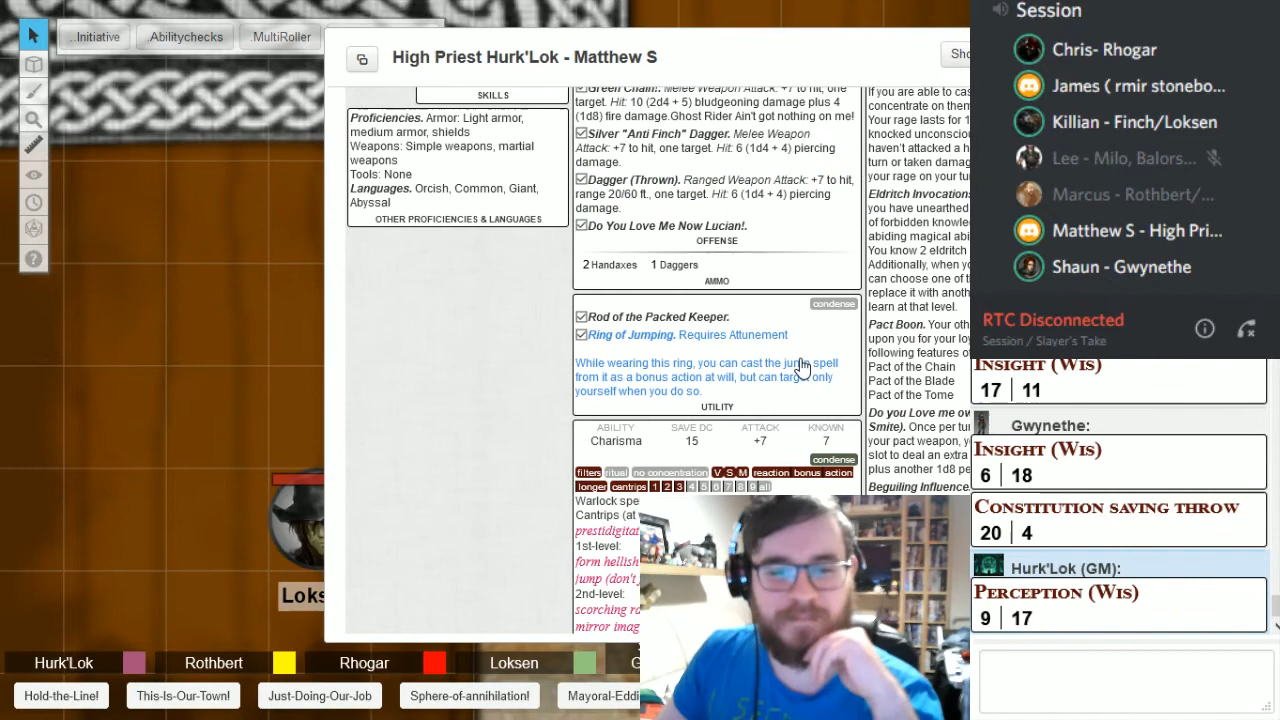 ..Initiative
.Abilitychecks
.MultiRoller
High Priest Hurk'Lok - Matthew S
SKILLS
Proficiencies. Armor: Light armor,
medium armor, shields
Weapons: Simple weapons, martial
weapons
Tools: None
Languages. Orcish, Common, Giant,
Abyssal
OTHER PROFICIENCIES & LANGUAGES
Green Chain!. Melee Weapon Attack: +7 to hit, one
target. Hit: 10 (2d4 + 5) bludgeoning damage plus 4
(1d8) fire damage.Ghost Rider Ain't got nothing on me!
Silver "Anti Finch" Dagger. Melee Weapon
Attack: +7 to hit, one target. Hit: 6 (1d4 + 4) piercing
damage.
Dagger (Thrown). Ranged Weapon Attack: +7 to hit,
range 20/60 ft., one target. Hit: 6 (1d4 + 4) piercing
damage.
Do You Love Me Now Lucian!.
OFFENSE
2 Handaxes 1 Daggers
AMMO
condense
Rod of the Packed Keeper.
Ring of Jumping. Requires Attunement
While wearing this ring, you can cast the jump spell
from it as a bonus action at will, but can target only
yourself when you do so.
UTILITY
ABILITY SAVE DC ATTACK KNOWN
Charisma 15 +7 7
condense
filters ritual no concentration V S M reaction bonus action
longer cantrips 1 2 3 4 5 6 7 8 9 all
Warlock spe
Cantrips (at
prestidigitat
1st-level:
form hellish
jump (don't
2nd-level:
scorching ra
mirror imag
Sho
If you are able to cas
concentrate on them
Your rage lasts for 1
knocked unconsciou
haven't attacked a h
turn or taken damag
your rage on your tu
Eldritch Invocations
you have unearthed
of forbidden knowle
abiding magical abi
You know 2 eldritch
Additionally, when yo
can choose one of t
replace it with anoth
learn at that level.
Pact Boon. Your oth
upon you for your loy
following features of
Pact of the Chain
Pact of the Blade
Pact of the Tome
Do you Love me ow
Smite). Once per tur
your pact weapon, y
slot to deal an extra
plus another 1d8 pe
Beguiling Influence.
Session
Chris- Rhogar
James ( rmir stonebo...
Killian - Finch/Loksen
Lee - Milo, Balors...
Marcus - Rothbert/...
Matthew S - High Pri...
Shaun - Gwynethe
RTC Disconnected
Session / Slayer's Take
Insight (Wis)
17 | 11
Gwynethe:
Insight (Wis)
6 | 18
Constitution saving throw
20 | 4
Hurk'Lok (GM):
Perception (Wis)
9 | 17
Loks
Hurk'Lok Rothbert Rhogar Loksen G
Hold-the-Line! This-Is-Our-Town! Just-Doing-Our-Job Sphere-of-annihilation! Mayoral-Eddi